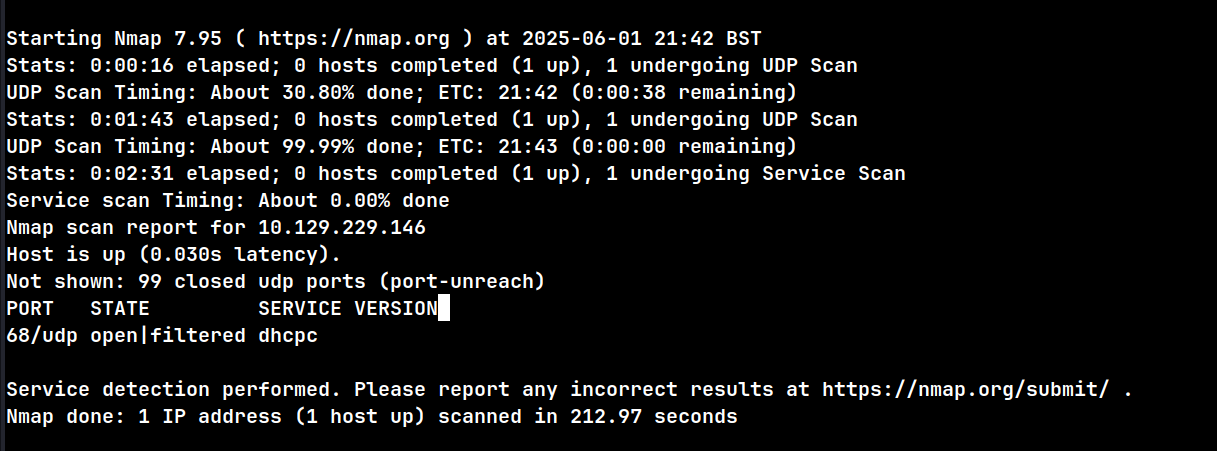 Starting Nmap 7.95 ( https://nmap.org ) at 2025-06-01 21:42 BST
Stats: 0:00:16 elapsed; 0 hosts completed (1 up), 1 undergoing UDP Scan
UDP Scan Timing: About 30.80% done; ETC: 21:42 (0:00:38 remaining)
Stats: 0:01:43 elapsed; 0 hosts completed (1 up), 1 undergoing UDP Scan
UDP Scan Timing: About 99.99% done; ETC: 21:43 (0:00:00 remaining)
Stats: 0:02:31 elapsed; 0 hosts completed (1 up), 1 undergoing Service Scan
Service scan Timing: About 0.00% done
Nmap scan report for 10.129.229.146
Host is up (0.030s latency).
Not shown: 99 closed udp ports (port-unreach)
PORT   STATE         SERVICE VERSION
68/udp open|filtered dhcpc
Service detection performed. Please report any incorrect results at https://nmap.org/submit/ .
Nmap done: 1 IP address (1 host up) scanned in 212.97 seconds